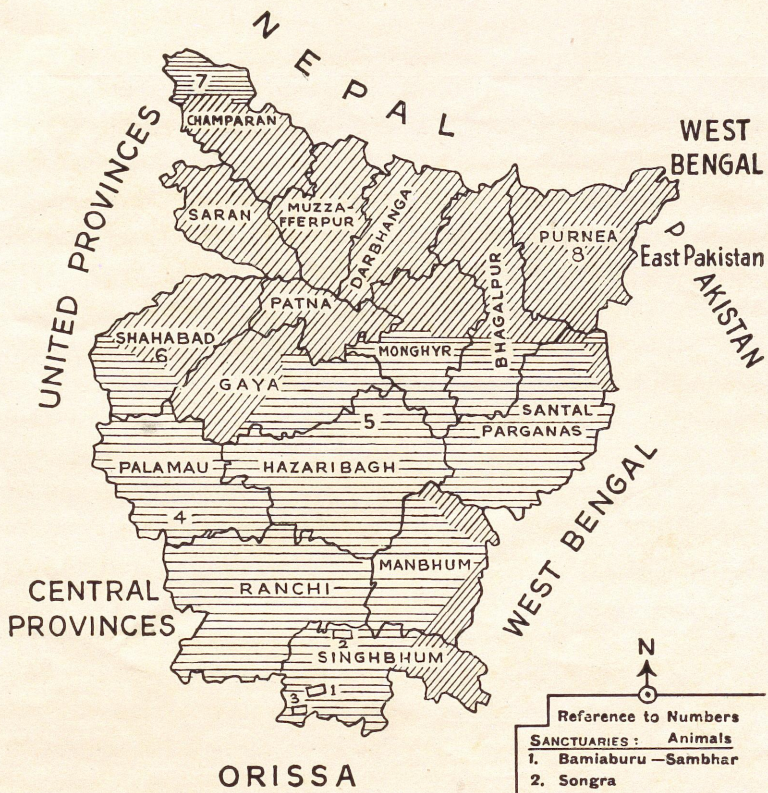 NEPAL
7
CHAMPARAN
WEST
BENGAL
UNITED PROVINCES
SARAN
MUZZA-
FFERPUR
DARBHANGA
PURNEA
8
East Pakistan
PAKISTAN
PATNA
BHAGALPUR
SHAHABAD
6
MONGHYR
GAYA
5
SANTAL
PARGANAS
PALAMAU
HAZARIBAGH
4
WEST BENGAL
MANBHUM
CENTRAL
PROVINCES
RANCHI
2
SINGHBHUM
3
1
N
ORISSA
Referance to Numbers
SANCTUARIES: Animals
1. Bamiaburu—Sambhar
2. Songra